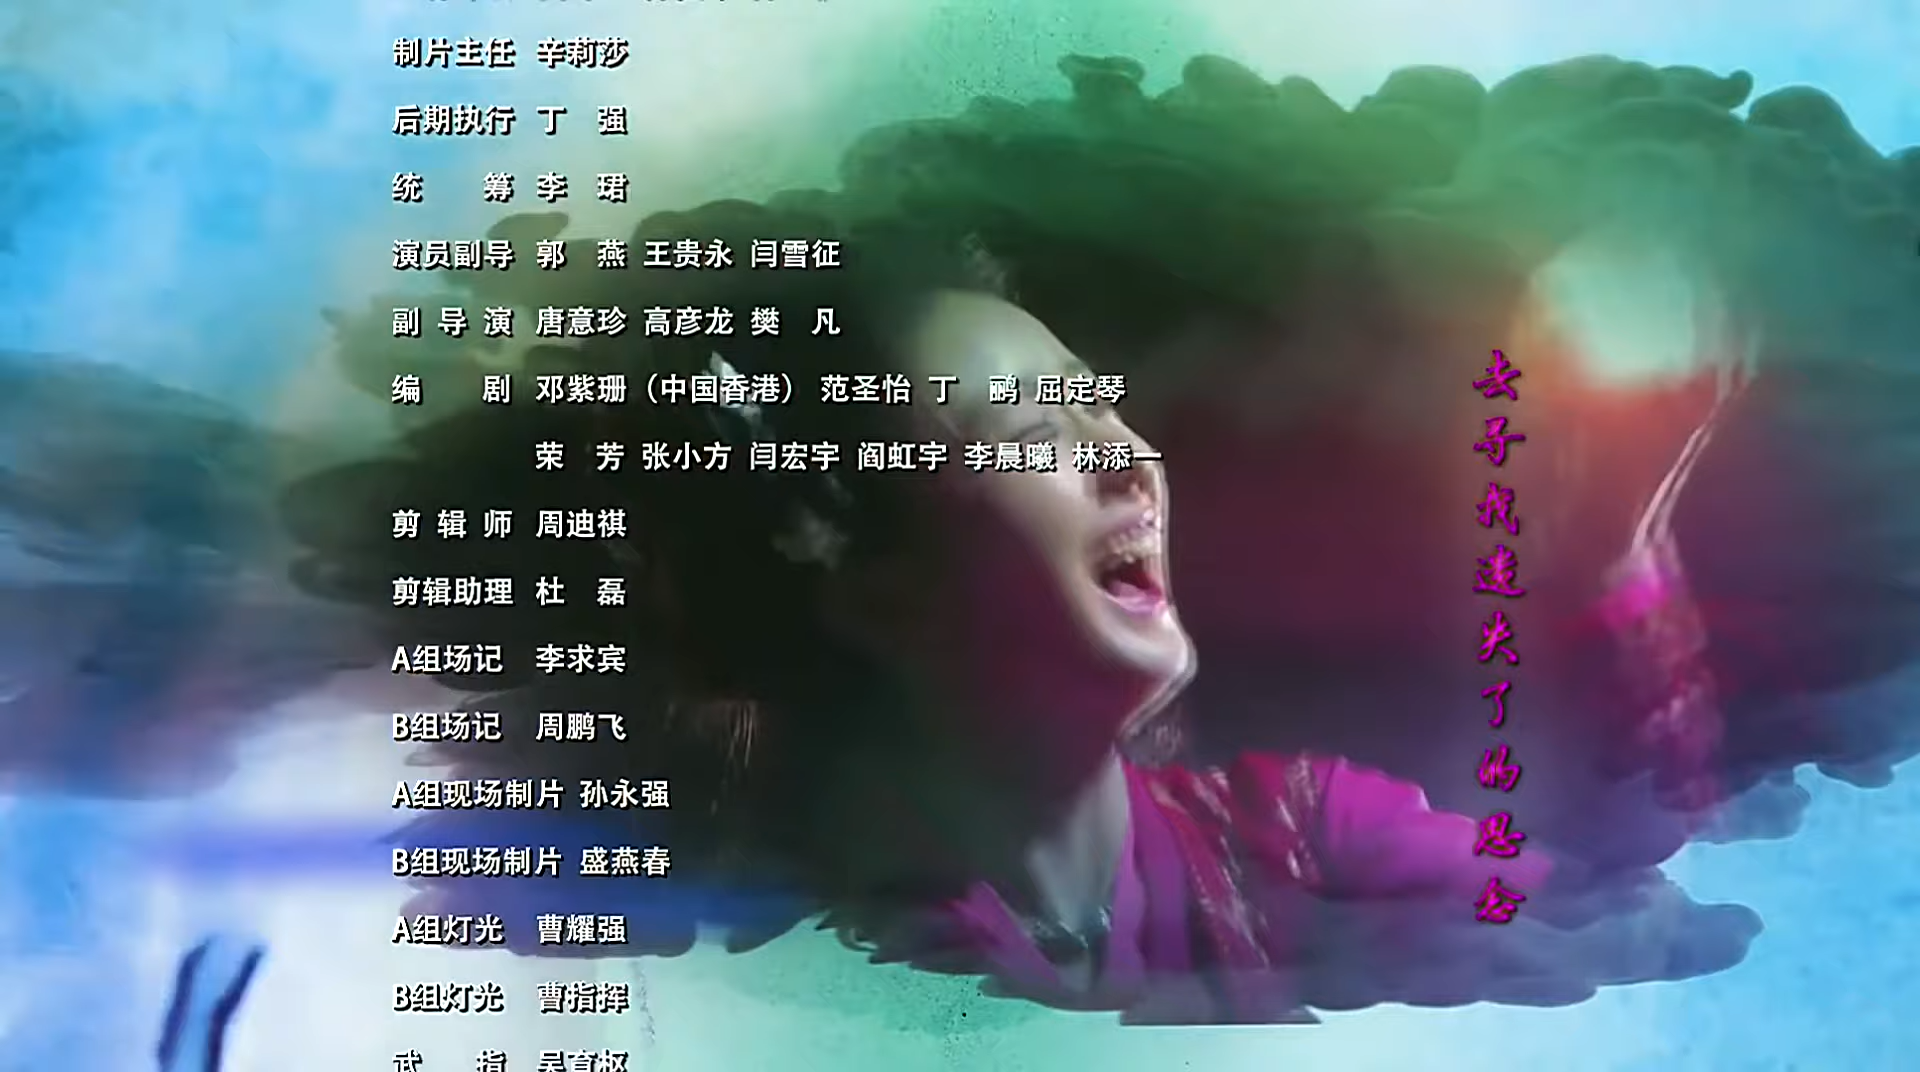 制片主任 辛莉莎
后期执行 丁 强
统 筹 李 珺
演员副导 郭 燕 王贵永 闫雪征
副 导 演 唐意珍 高彦龙 樊 凡
编 剧 邓紫珊（中国香港） 范圣怡 丁 鹂 屈定琴
荣 芳 张小方 闫宏宇 阎虹宇 李晨曦 林添一
剪 辑 师 周迪祺
剪辑助理 杜 磊
A组场记 李求宾
B组场记 周鹏飞
A组现场制片 孙永强
B组现场制片 盛燕春
A组灯光 曹耀强
B组灯光 曹指挥
武 指 吴育枢
去寻找遗失了的思念